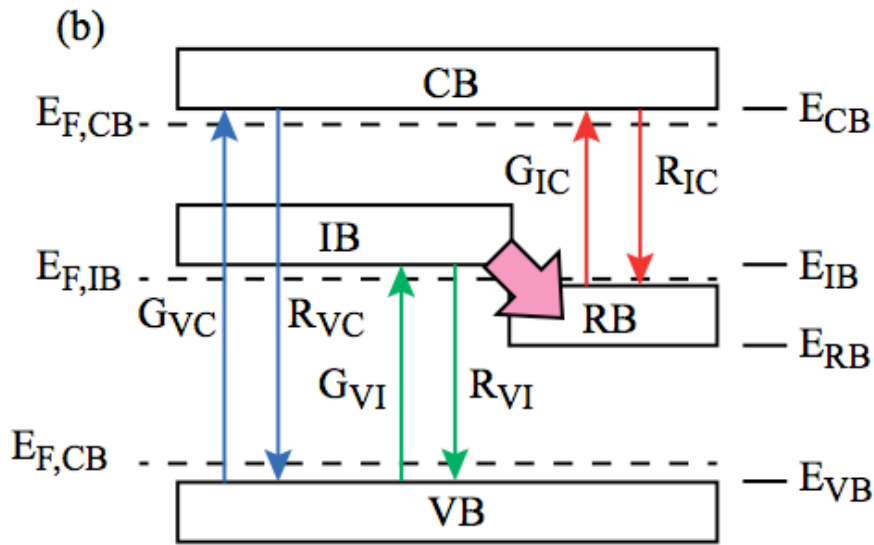 (b)
CB
E_F,CB
E_CB
G_IC
R_IC
IB
E_F,IB
E_IB
G_VC
R_VC
RB
E_RB
G_VI
R_VI
E_F,CB
E_VB
VB